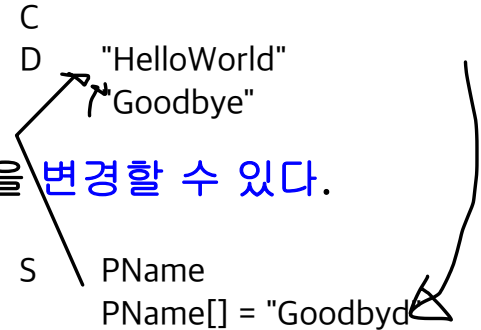 C
D "HelloWorld"
"Goodbye"
을 변경할 수 있다.
S PName
PName[] = "Goodbyd"